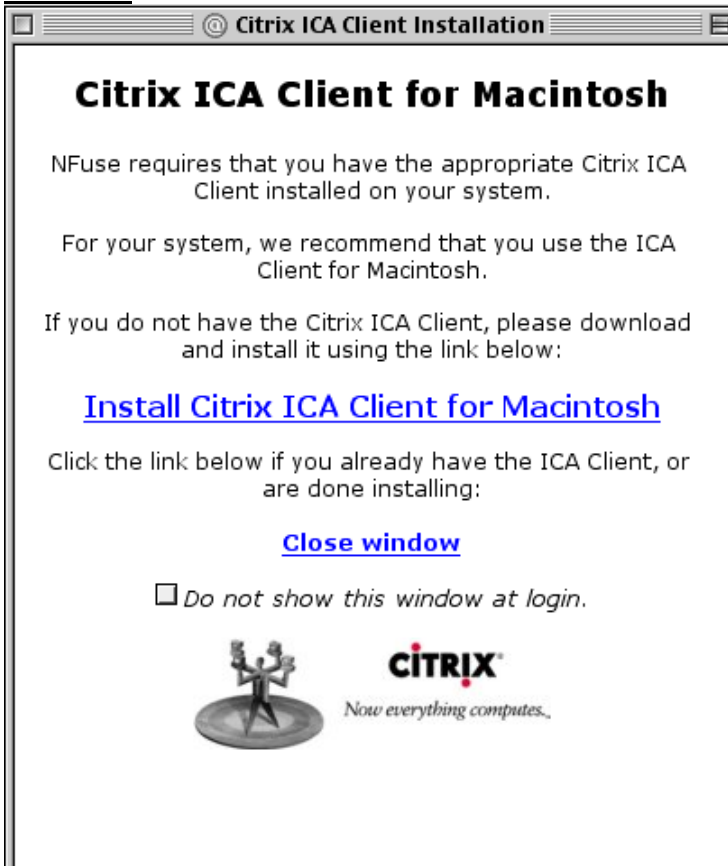 @ Citrix ICA Client Installation
Citrix ICA Client for Macintosh
NFuse requires that you have the appropriate Citrix ICA
Client installed on your system.
For your system, we recommend that you use the ICA
Client for Macintosh.
If you do not have the Citrix ICA Client, please download
and install it using the link below:
Install Citrix ICA Client for Macintosh
Click the link below if you already have the ICA Client, or
are done installing:
Close window
Do not show this window at login.
CITRIX
Now everything computes.